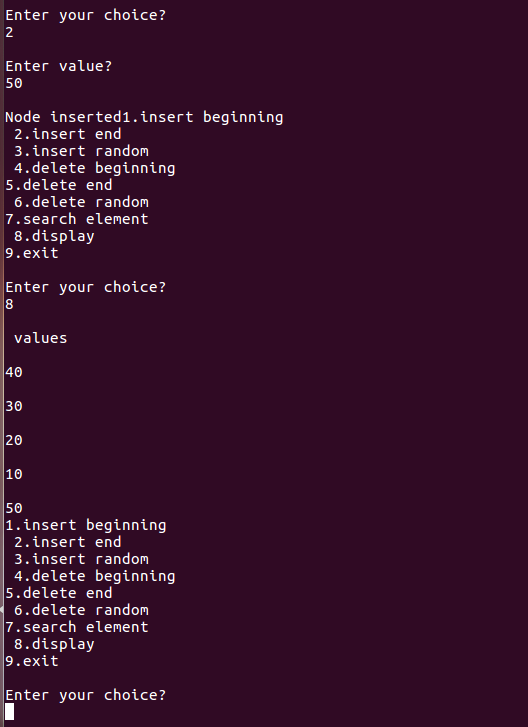 Enter your choice?
2
Enter value?
50
Node inserted1.insert beginning
2.insert end
3.insert random
4.delete beginning
5.delete end
6.delete random
7.search element
8.display
9.exit
Enter your choice?
8
values
40
30
20
10
50
1.insert beginning
2.insert end
3.insert random
4.delete beginning
5.delete end
6.delete random
7.search element
8.display
9.exit
Enter your choice?